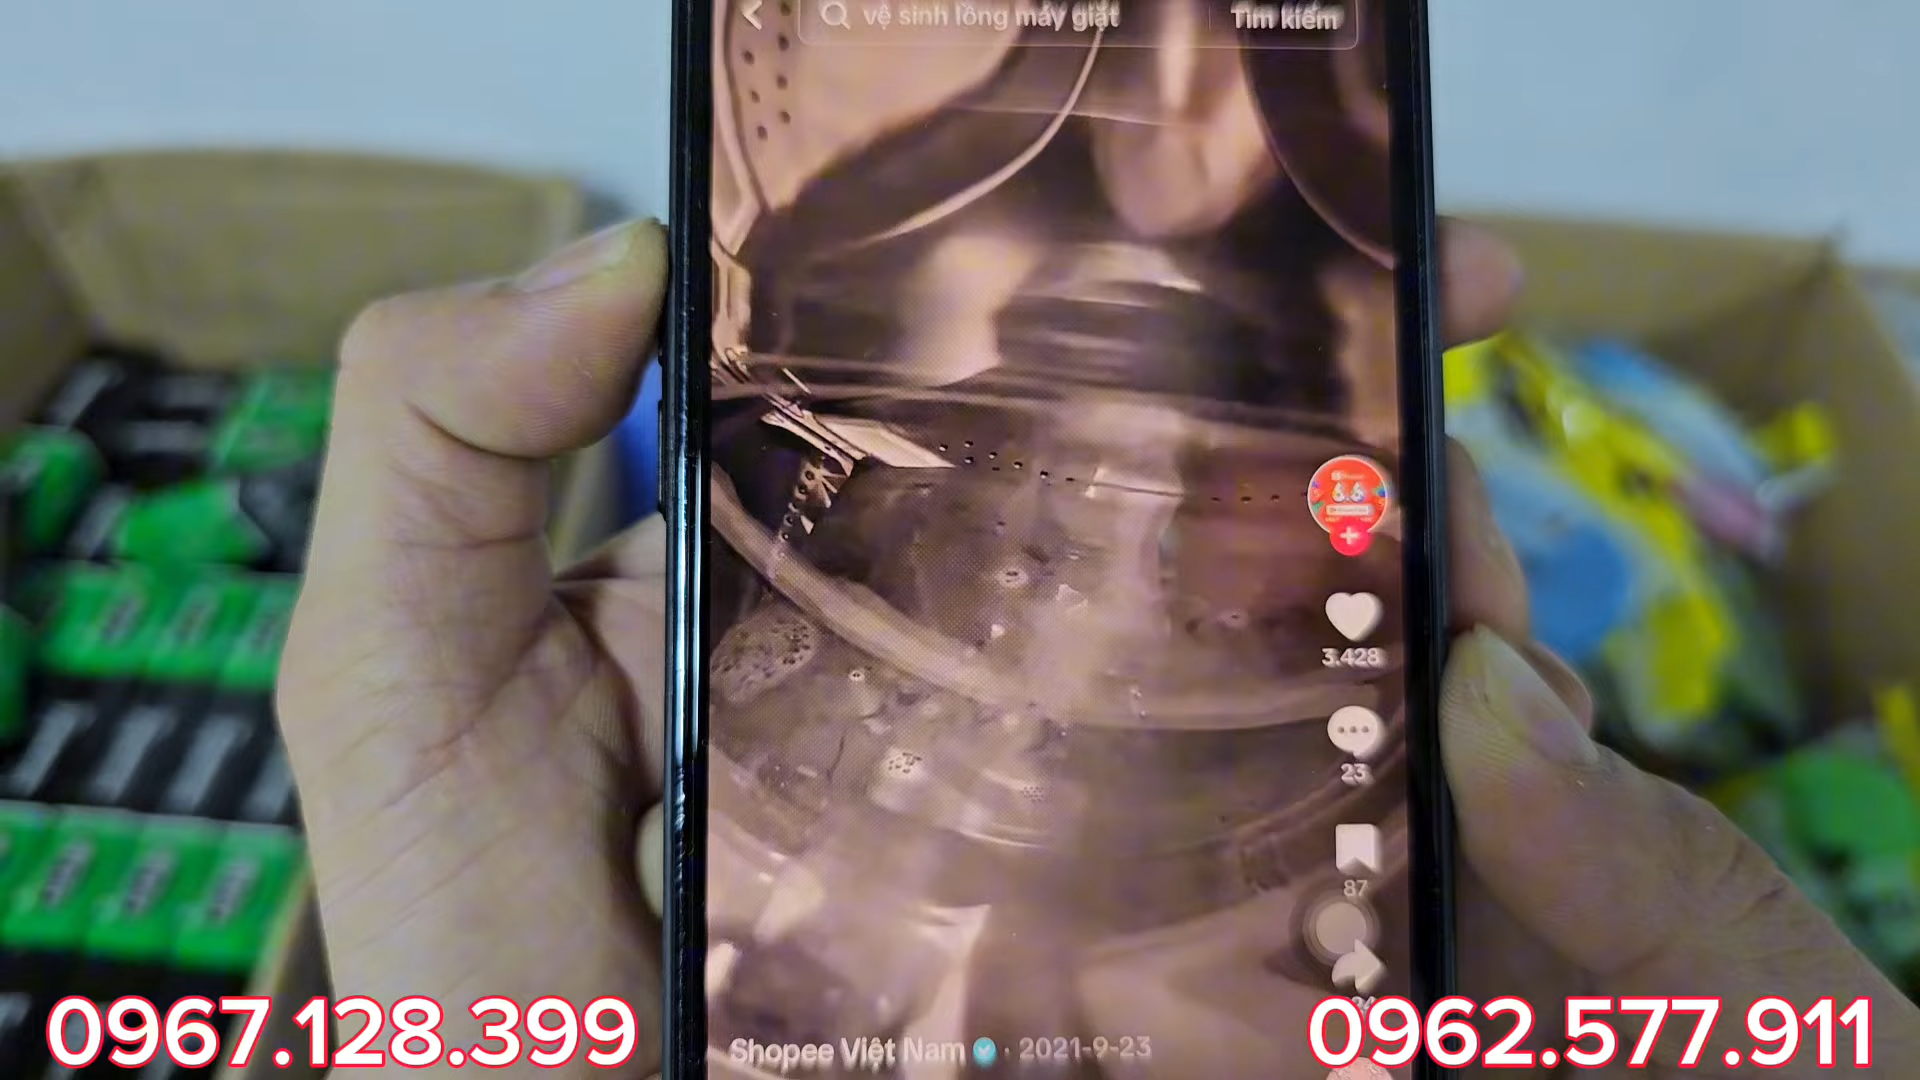 vệ sinh lồng máy giặt
Tìm kiếm
6.6
3.428
23
87
Shopee Việt Nam · 2021-9-23
0967.128.399
0962.577.911